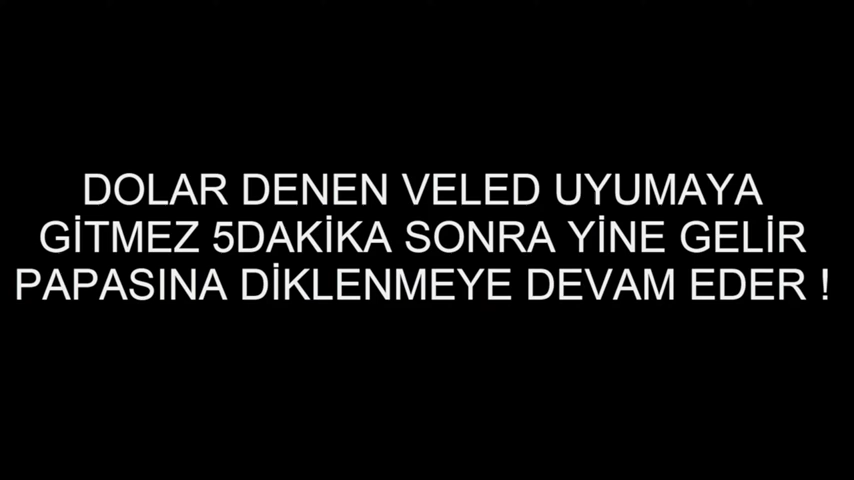 DOLAR DENEN VELED UYUMAYA
GİTMEZ 5DAKİKA SONRA YİNE GELİR
PAPASINA DİKLENMEYE DEVAM EDER !